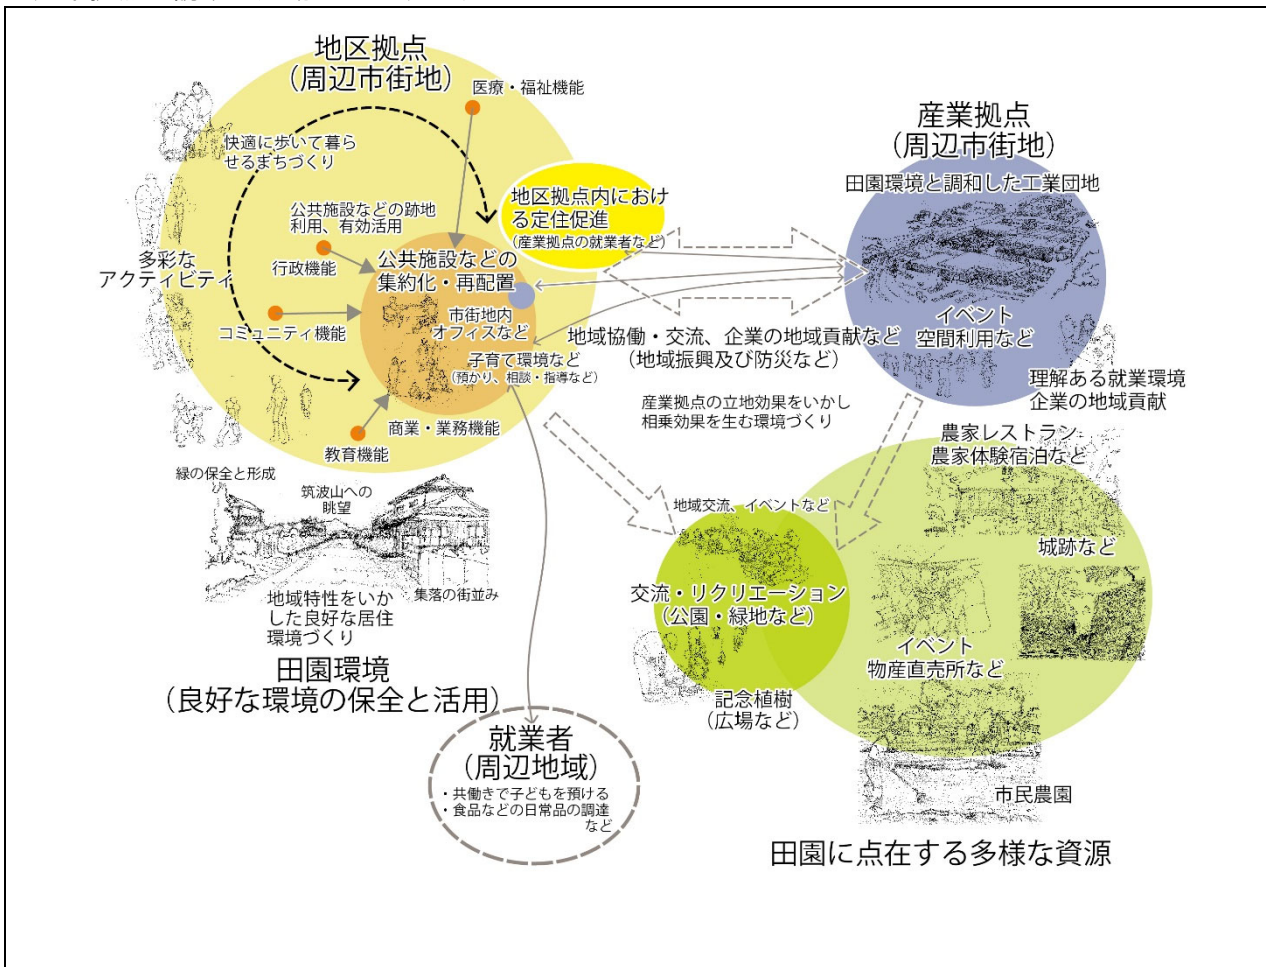 地区拠点
（周辺市街地）
医療・福祉機能
快適に歩いて暮ら
せるまちづくり
公共施設などの跡地
利用、有効活用
行政機能
多彩な
アクティビティ
コミュニティ機能
公共施設などの
集約化・再配置
市街地内
オフィスなど
子育て環境など
（預かり、相談・指導など）
商業・業務機能
教育機能
地区拠点内におけ
る定住促進
（産業拠点の就業者など）
産業拠点
（周辺市街地）
田園環境と調和した工業団地
イベント
空間利用など
理解ある就業環境
企業の地域貢献
地域協働・交流、企業の地域貢献など
（地域振興及び防災など）
産業拠点の立地効果をいかし
相乗効果を生む環境づくり
緑の保全と形成
筑波山への
眺望
集落の街並み
地域特性をいか
した良好な居住
環境づくり
田園環境
（良好な環境の保全と活用）
就業者
（周辺地域）
・共働きで子どもを預ける
・食品などの日常品の調達
など
地域交流、イベントなど
交流・リクリエーション
（公園・緑地など）
記念植樹
（広場など）
農家レストラン
農家体験宿泊など
城跡など
イベント
物産直売所など
市民農園
田園に点在する多様な資源